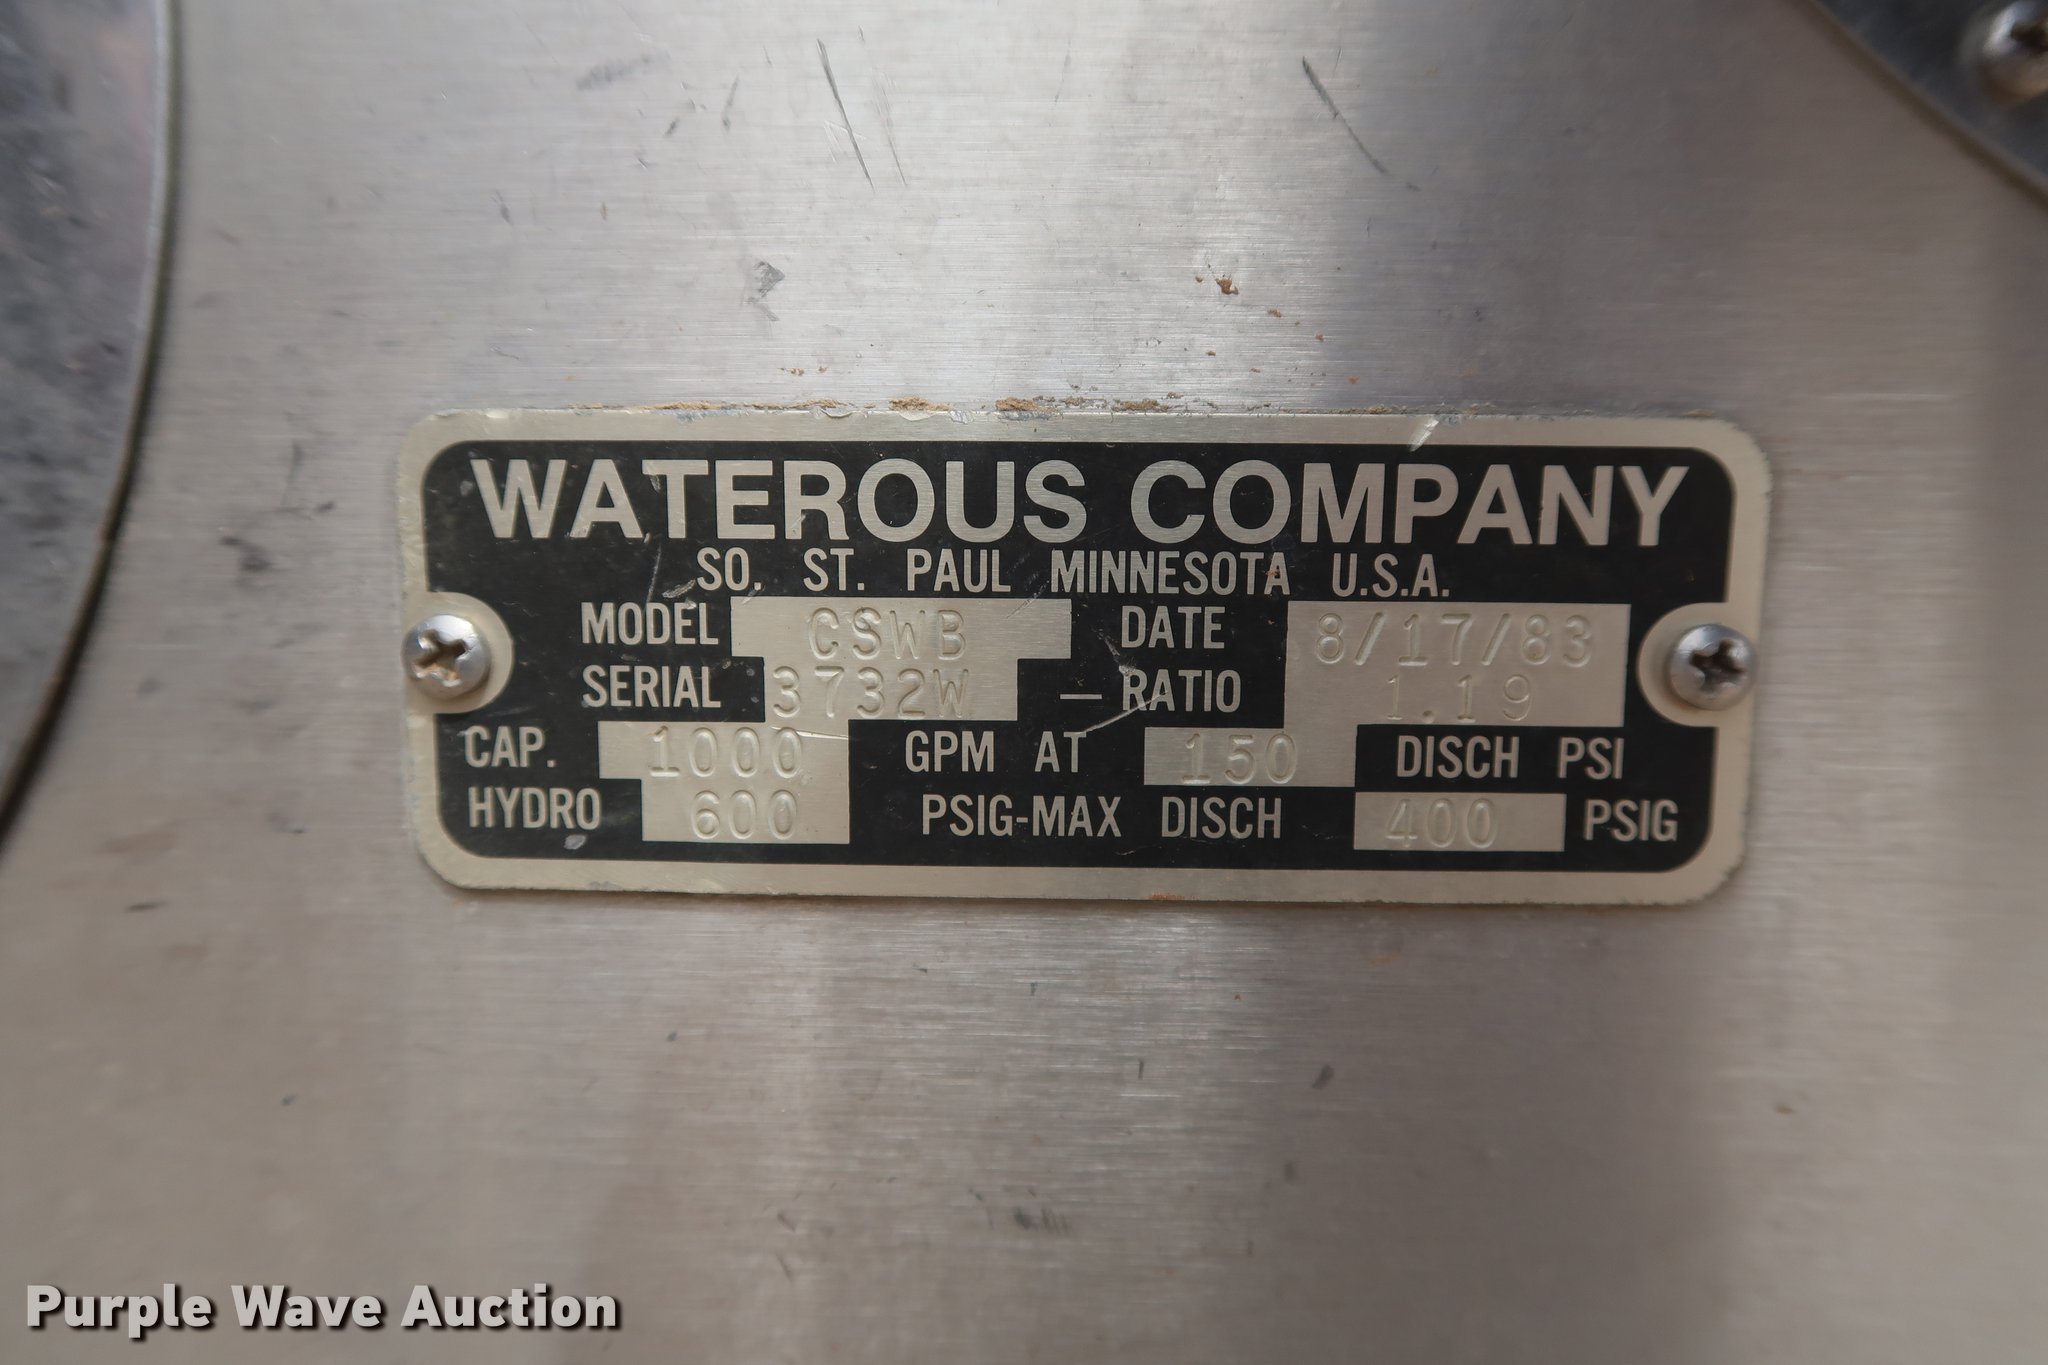 WATEROUS COMPANY
SO. ST. PAUL MINNESOTA U.S.A.
MODEL CSWB DATE 8/17/83
SERIAL 3732W — RATIO 1.19
CAP. 1000 GPM AT 150 DISCH PSI
HYDRO 600 PSIG-MAX DISCH 400 PSIG
Purple Wave Auction